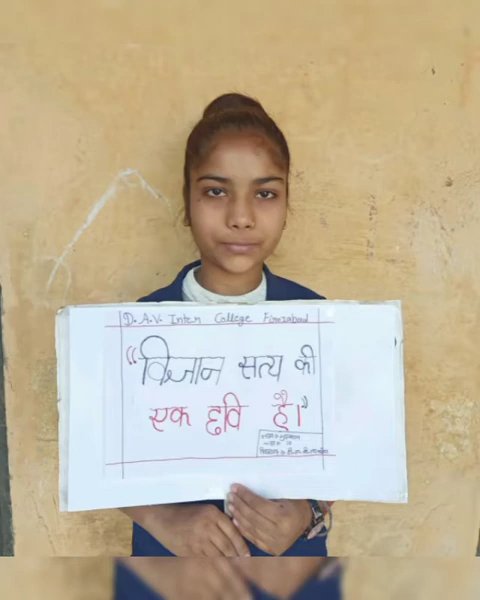 D.A.V. Inter College Firozabad
“विज्ञान सत्य की
एक छवि है।”